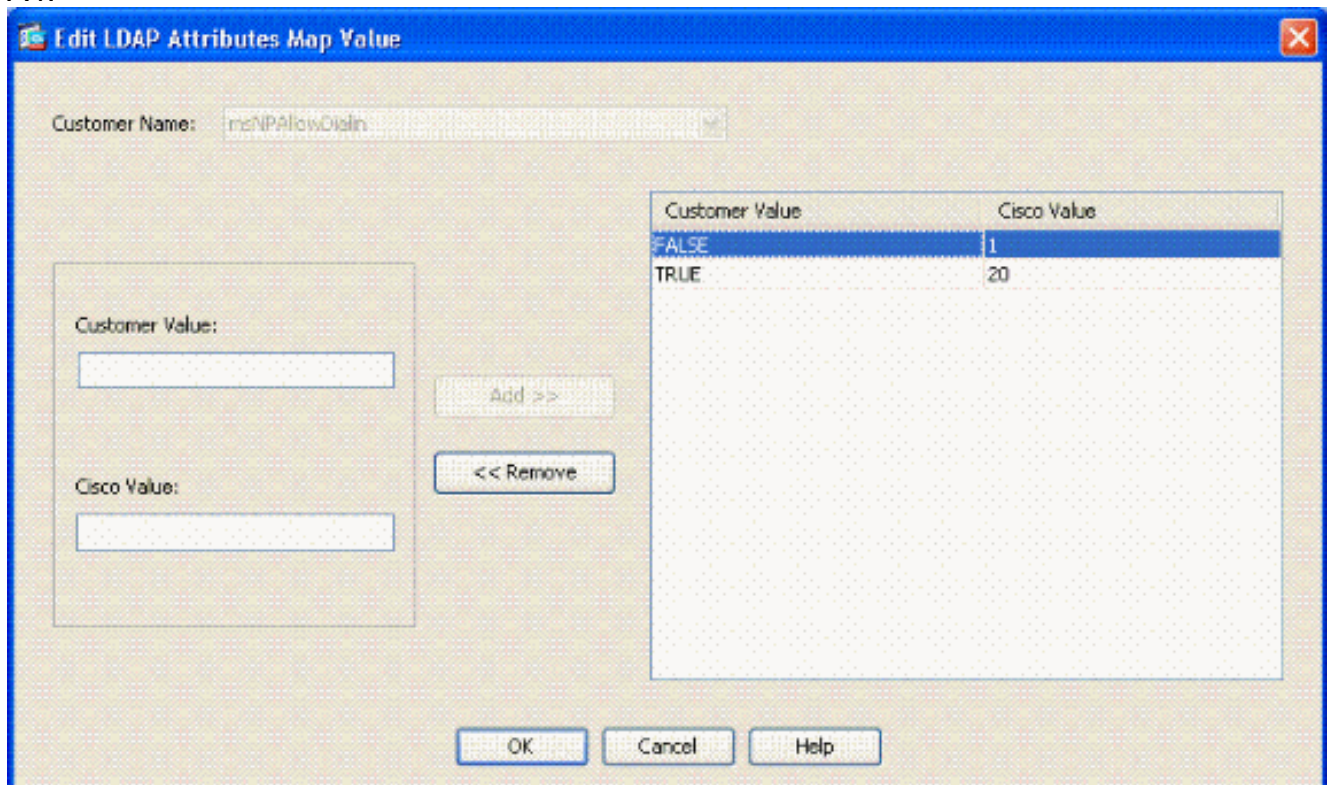 Edit LDAP Attributes Map Value
Customer Name: msNPAllowDialin
Customer Value Cisco Value
FALSE 1
TRUE 20
Customer Value:
Add >>
<< Remove
Cisco Value:
OK Cancel Help